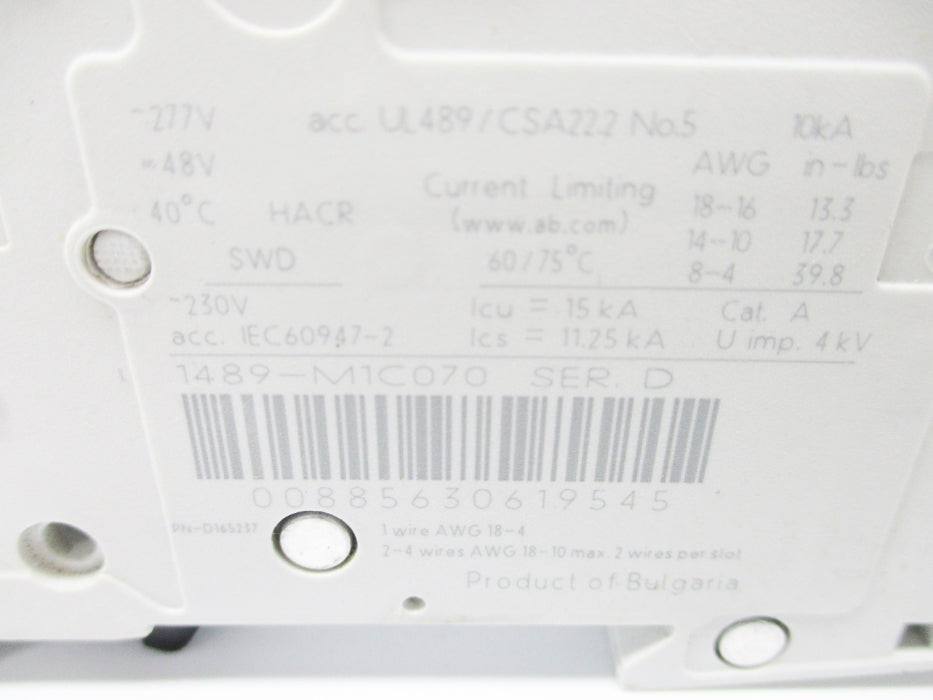 ~277V acc. UL489/CSA222 No.5 10kA
⎓48V AWG in-lbs
Current Limiting
40°C HACR (www.ab.com) 18-16 13.3
14-10 17.7
SWD 60/75°C 8-4 39.8
~230V Icu = 15 kA Cat. A
acc. IEC60947-2 Ics = 11.25 kA U imp. 4 kV
1489-M1C070 SER. D
00885630619545
PN-D165237 1 wire AWG 18-4
2-4 wires AWG 18-10 max. 2 wires per slot
Product of Bulgaria